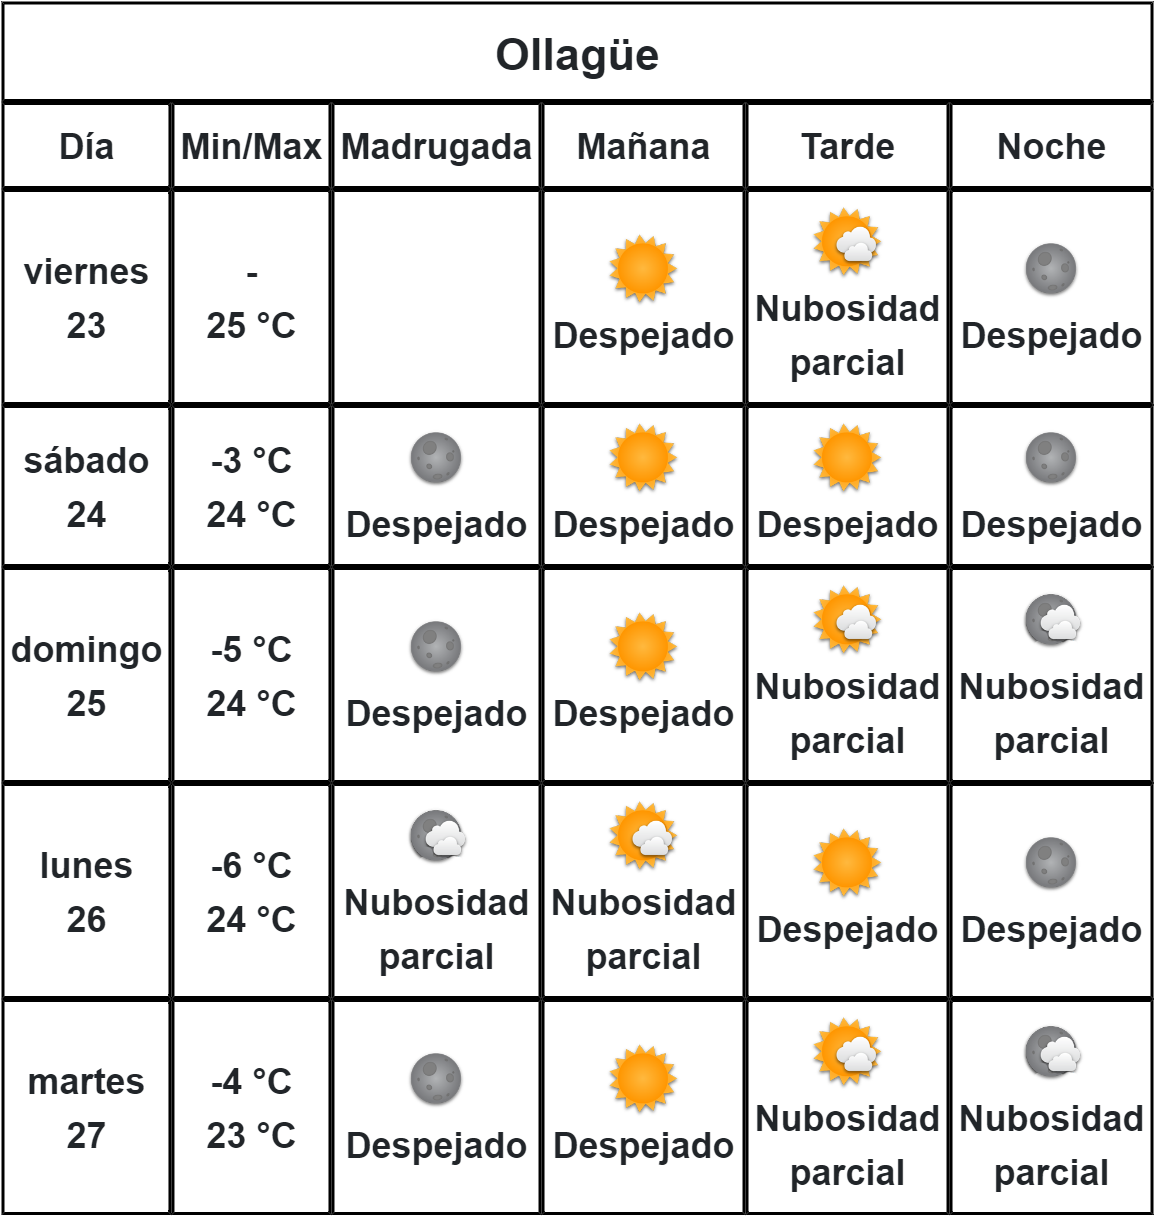 Ollagüe
Día Min/Max Madrugada Mañana Tarde Noche
viernes
23
-
25 °C
Despejado
Nubosidad
parcial
Despejado
sábado
24
-3 °C
24 °C
Despejado
Despejado
Despejado
Despejado
domingo
25
-5 °C
24 °C
Despejado
Despejado
Nubosidad
parcial
Nubosidad
parcial
lunes
26
-6 °C
24 °C
Nubosidad
parcial
Nubosidad
parcial
Despejado
Despejado
martes
27
-4 °C
23 °C
Despejado
Despejado
Nubosidad
parcial
Nubosidad
parcial